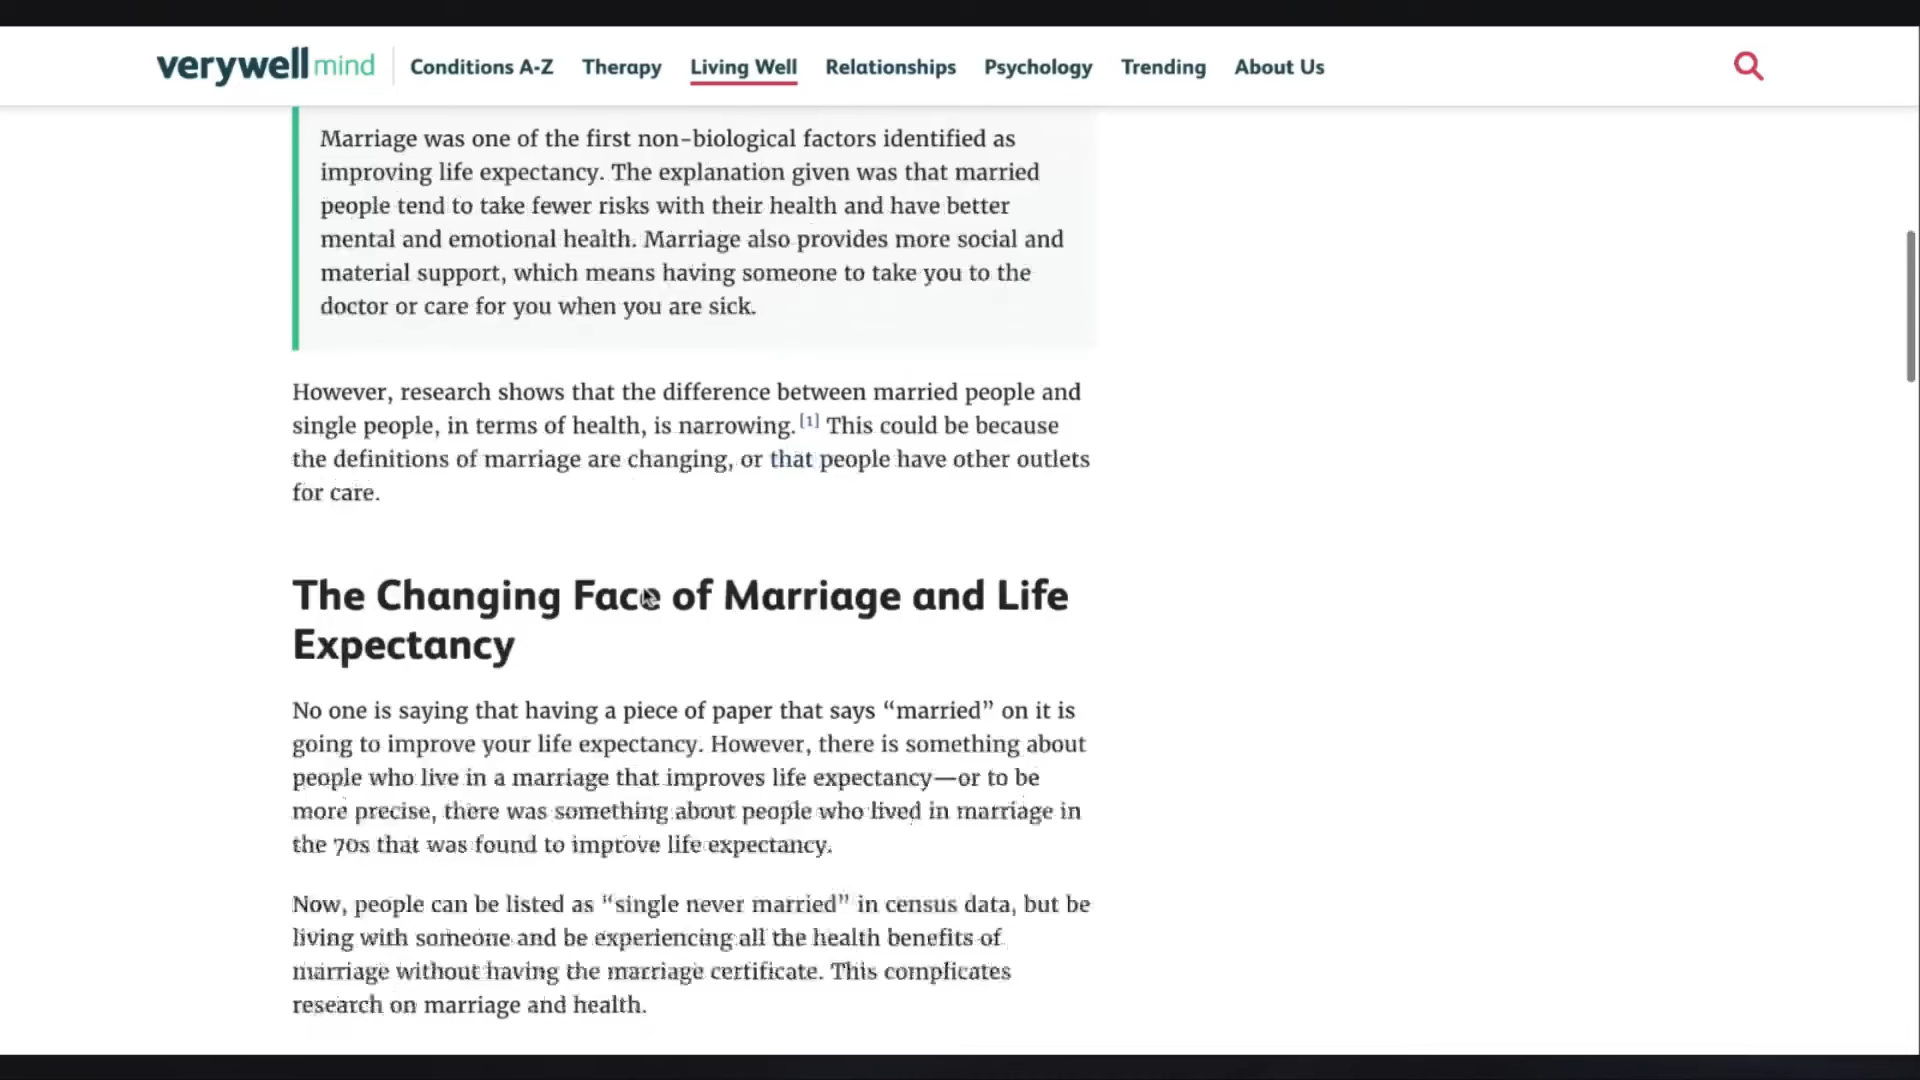 verywell mind Conditions A-Z Therapy Living Well Relationships Psychology Trending About Us
Marriage was one of the first non-biological factors identified as
improving life expectancy. The explanation given was that married
people tend to take fewer risks with their health and have better
mental and emotional health. Marriage also provides more social and
material support, which means having someone to take you to the
doctor or care for you when you are sick.
However, research shows that the difference between married people and
single people, in terms of health, is narrowing. [1] This could be because
the definitions of marriage are changing, or that people have other outlets
for care.
The Changing Face of Marriage and Life
Expectancy
No one is saying that having a piece of paper that says “married” on it is
going to improve your life expectancy. However, there is something about
people who live in a marriage that improves life expectancy—or to be
more precise, there was something about people who lived in marriage in
the 70s that was found to improve life expectancy.
Now, people can be listed as “single never married” in census data, but be
living with someone and be experiencing all the health benefits of
marriage without having the marriage certificate. This complicates
research on marriage and health.